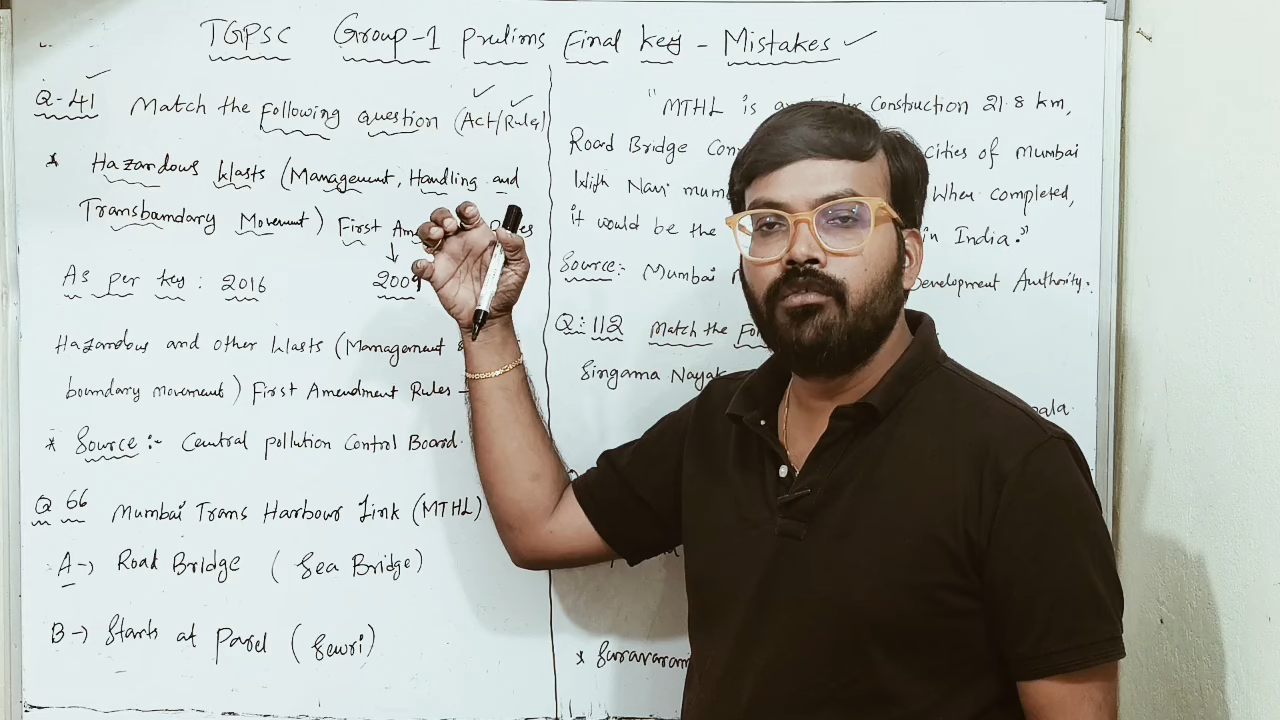 TGPSC Group-1 prelims Final key - Mistakes
Q-41 Match the following question (Act/Rules)
* Hazardous Wasts (Management, Handling and
Transboundary Movement) First
As per key : 2016 2009
Hazardous and other Wasts (Management
boundary movement) First Amendment Rules -
* Source :- Central pollution Control Board.
Q 66 Mumbai Trans Harbour Link (MTHL)
A-> Road Bridge ( Sea Bridge)
B-> Starts at Parel (Sewri)
"MTHL is Construction 21.8 km,
Road Bridge cities of Mumbai
With Navi When completed,
it would be the in India."
Source:- Mumbai Development Authority.
Q:112 Match the
Singama Nayak
*